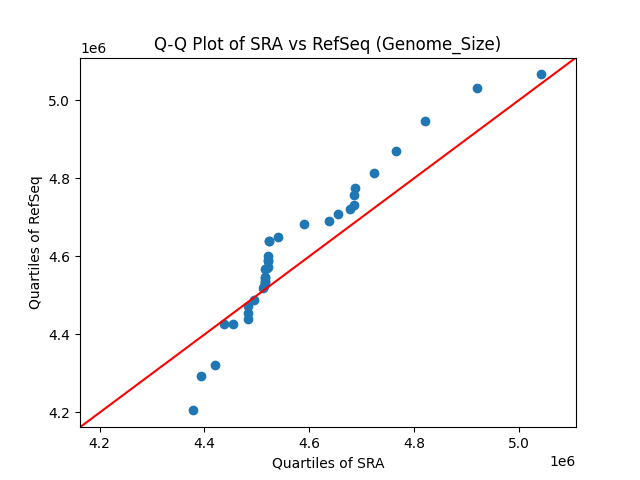 Q-Q Plot of SRA vs RefSeq (Genome_Size)
1e6
5.0
4.8
4.6
4.4
4.2
Quartiles of RefSeq
4.2 4.4 4.6 4.8 5.0
Quartiles of SRA
1e6